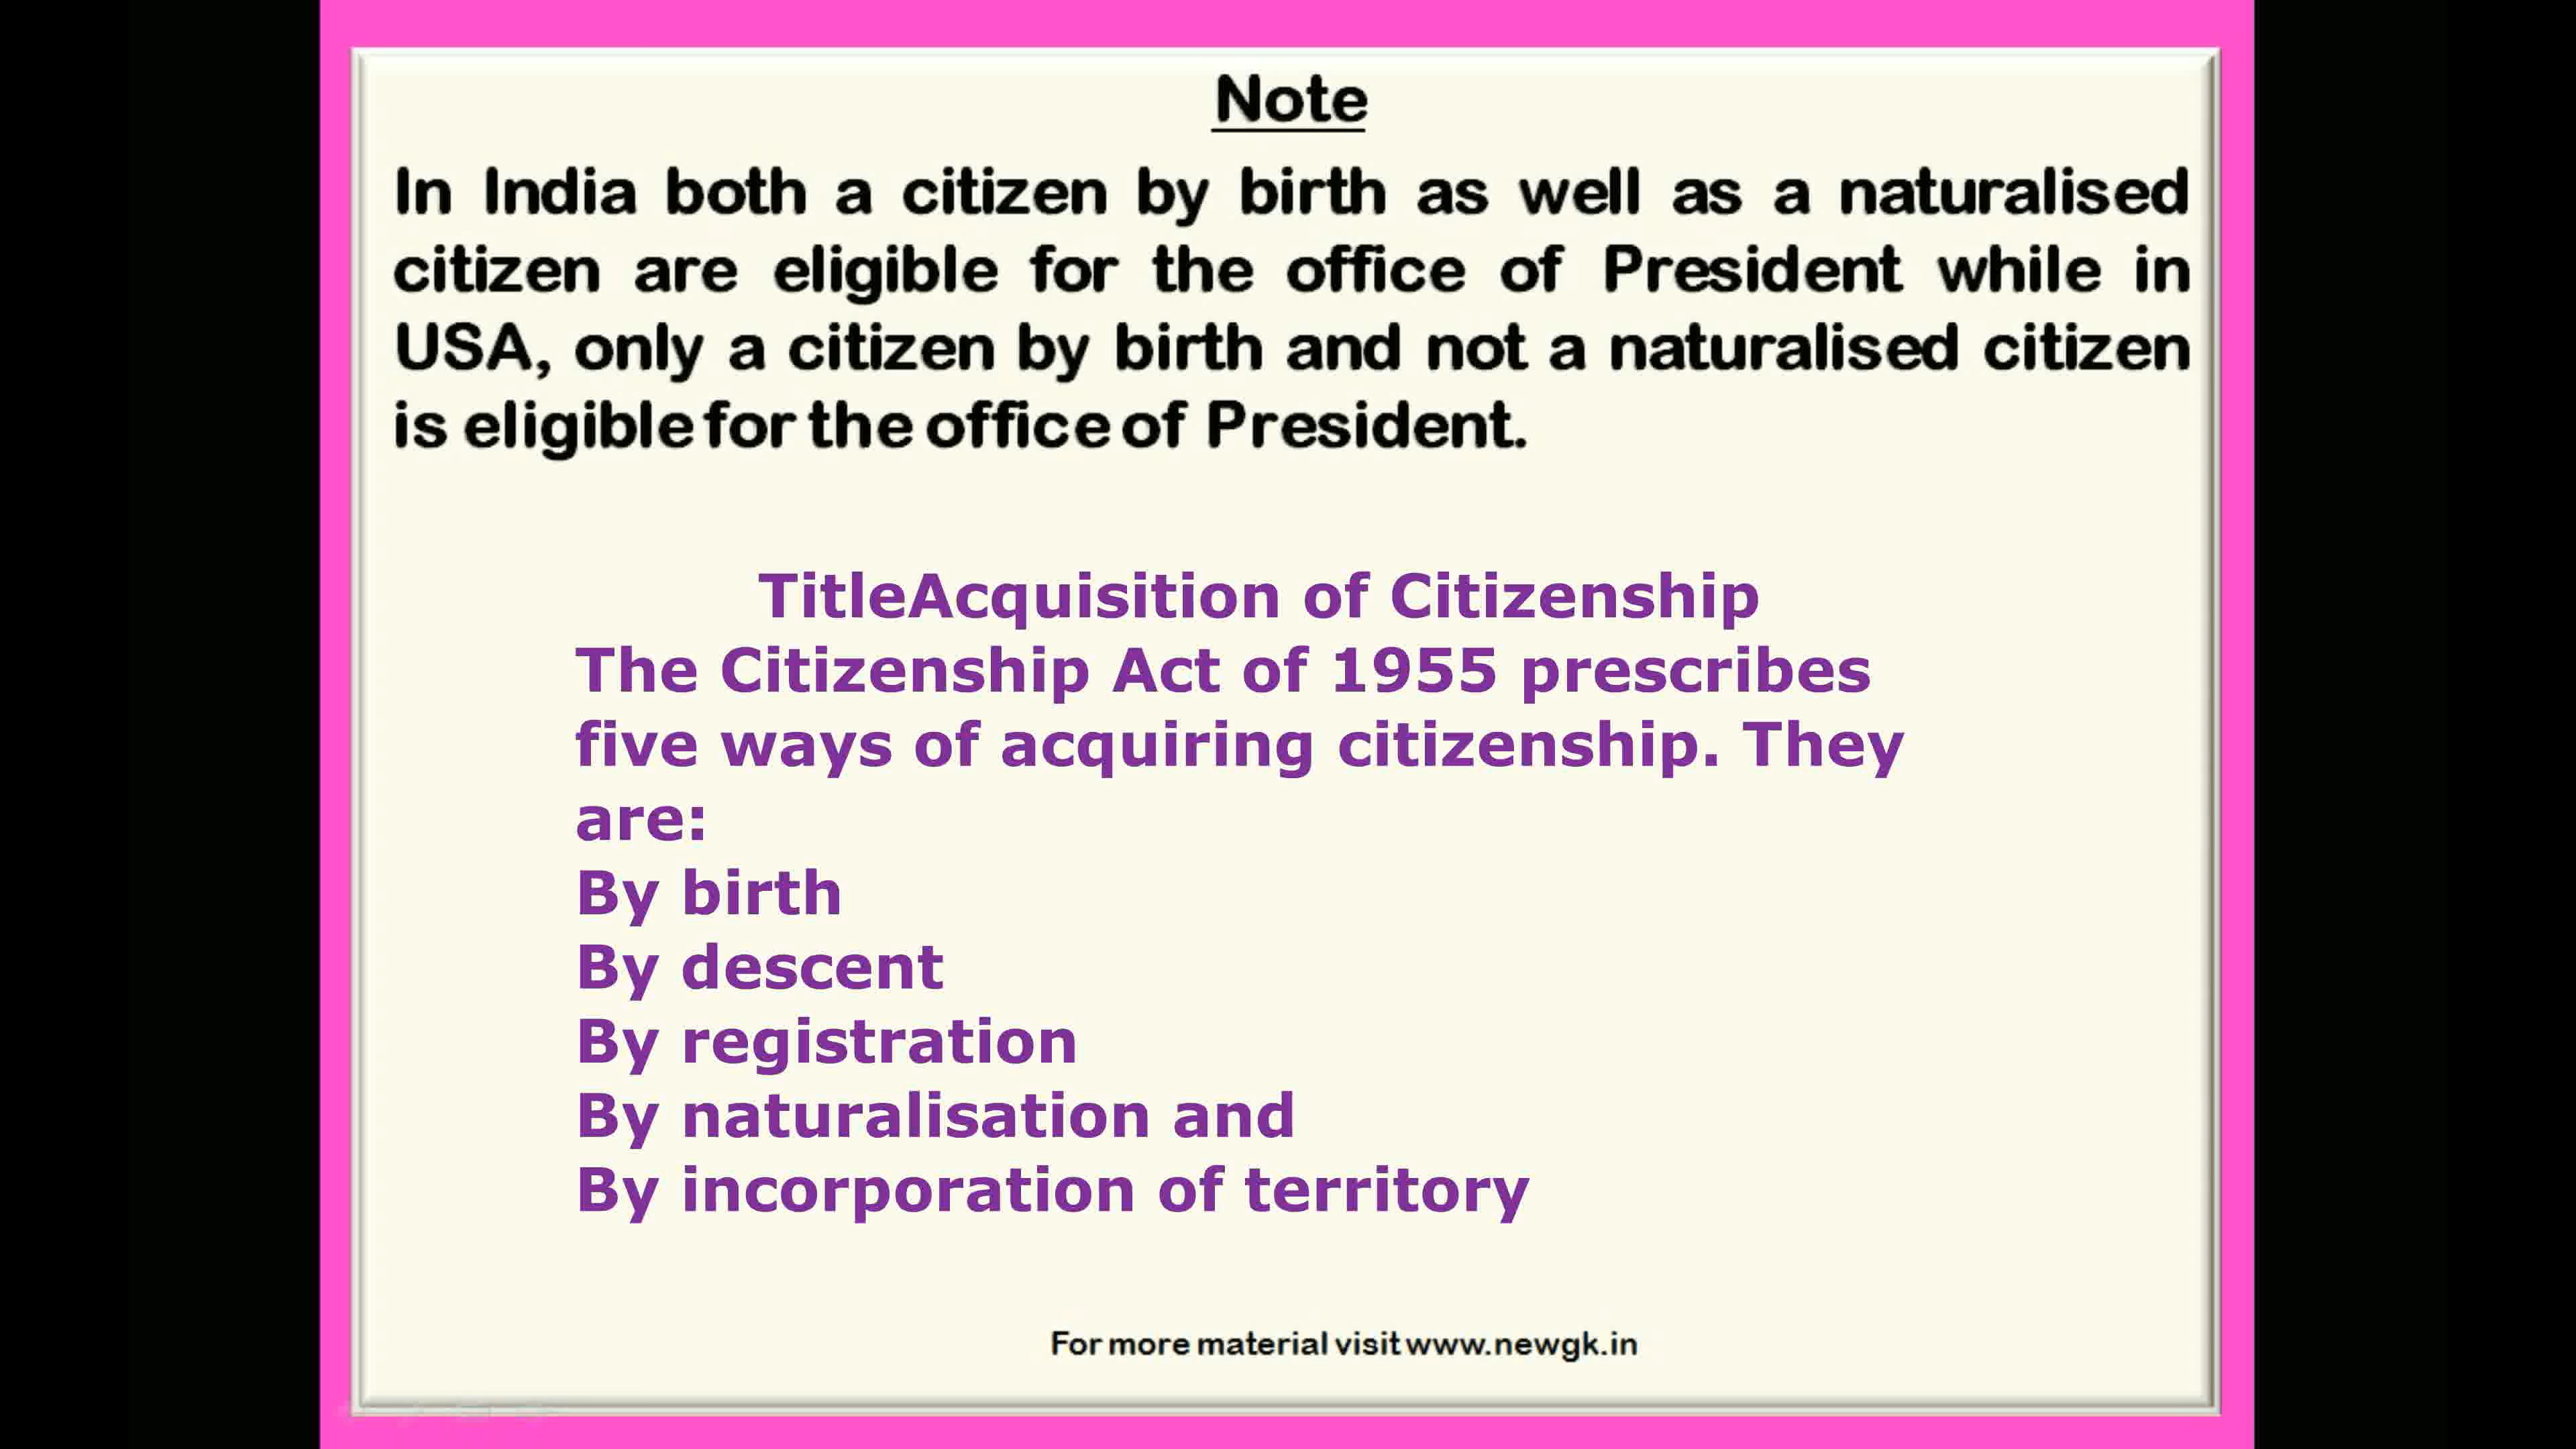 Note
In India both a citizen by birth as well as a naturalised
citizen are eligible for the office of President while in
USA, only a citizen by birth and not a naturalised citizen
is eligible for the office of President.
TitleAcquisition of Citizenship
The Citizenship Act of 1955 prescribes
five ways of acquiring citizenship. They
are:
By birth
By descent
By registration
By naturalisation and
By incorporation of territory
For more material visit www.newgk.in